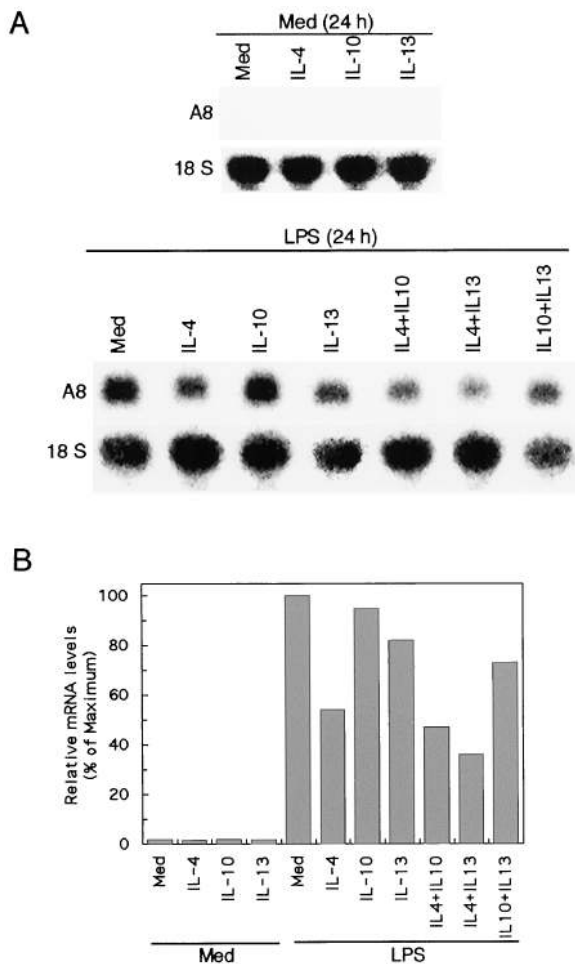 A
Med (24 h)
Med IL-4 IL-10 IL-13
A8
18 S
LPS (24 h)
Med IL-4 IL-10 IL-13 IL4+IL10 IL4+IL13 IL10+IL13
A8
18 S
B
Relative mRNA levels
(% of Maximum)
100
80
60
40
20
0
Med IL-4 IL-10 IL-13 Med IL-4 IL-10 IL-13 IL4+IL10 IL4+IL13 IL10+IL13
Med LPS